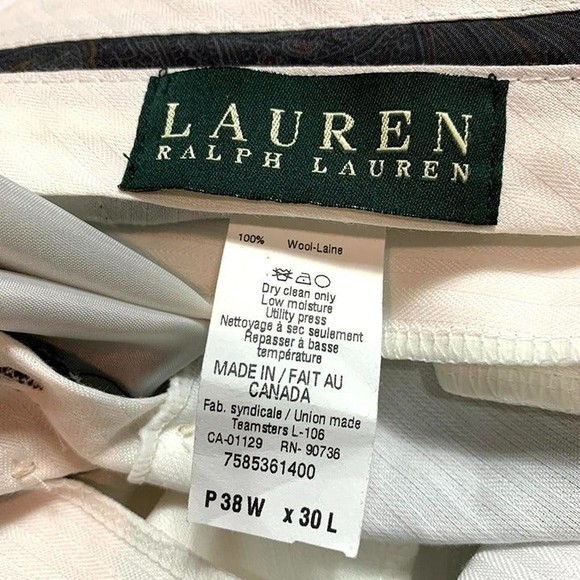 LAUREN
RALPH LAUREN
100% Wool-Laine
Dry clean only
Low moisture
Utility press
Nettoyage à sec seulement
Repasser à basse
température
MADE IN / FAIT AU
CANADA
Fab. syndicale / Union made
Teamsters L-106
CA-01129 RN- 90736
7585361400
P 38 W x 30 L